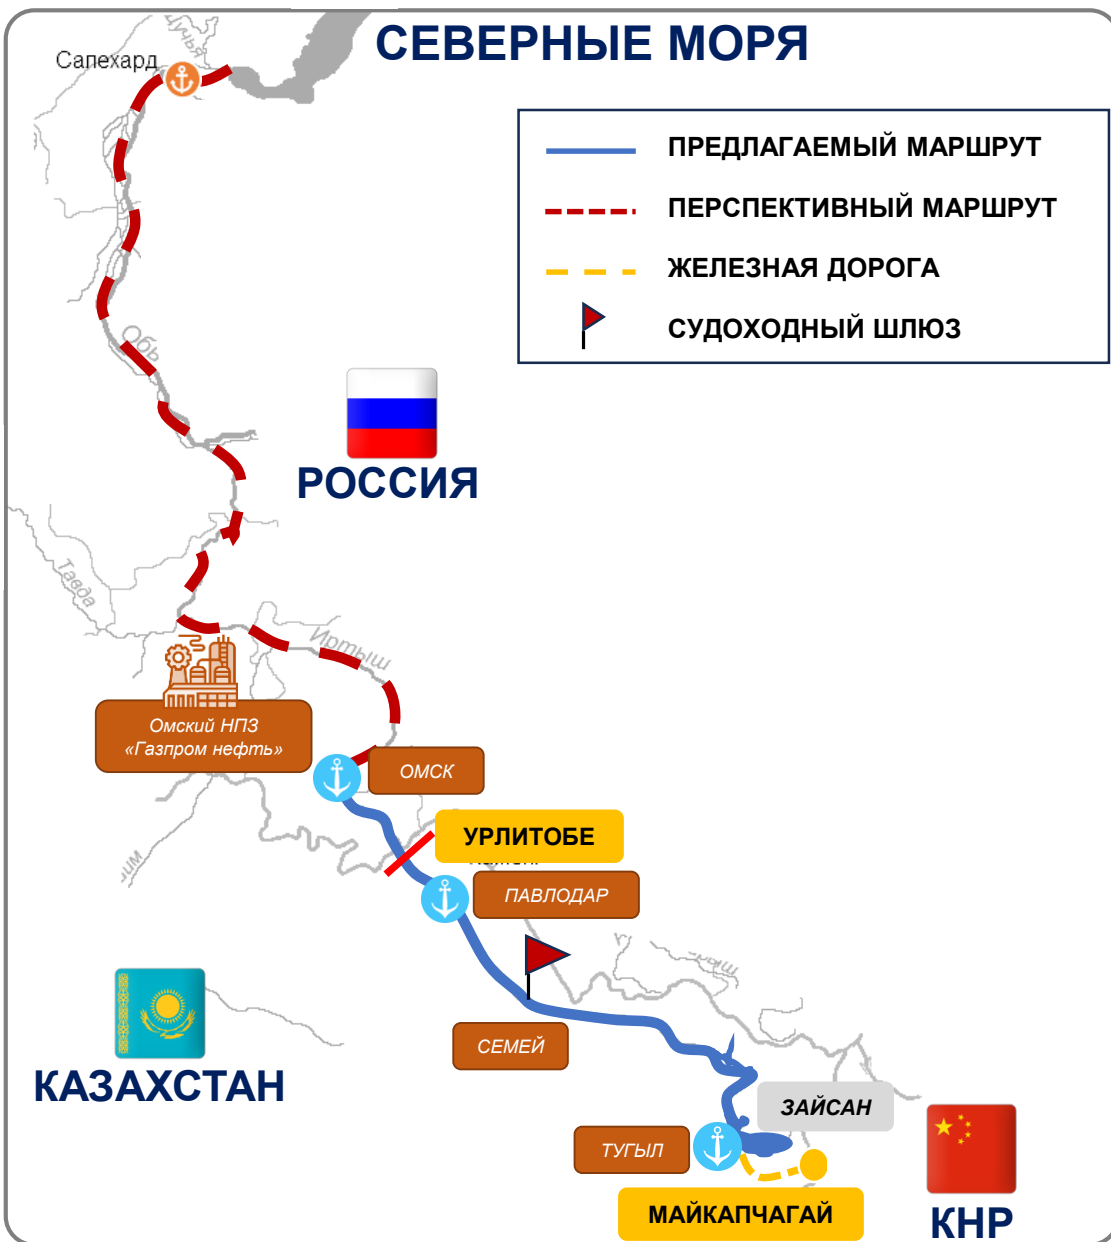 СЕВЕРНЫЕ МОРЯ
Сапехард
ПРЕДЛАГАЕМЫЙ МАРШРУТ
ПЕРСПЕКТИВНЫЙ МАРШРУТ
ЖЕЛЕЗНАЯ ДОРОГА
СУДОХОДНЫЙ ШЛЮЗ
Обь
РОССИЯ
Тавда
Иртыш
Омский НПЗ
«Газпром нефть»
ОМСК
УРЛИТОБЕ
ПАВЛОДАР
СЕМЕЙ
КАЗАХСТАН
ЗАЙСАН
ТУГЫЛ
МАЙКАПЧАГАЙ
КНР